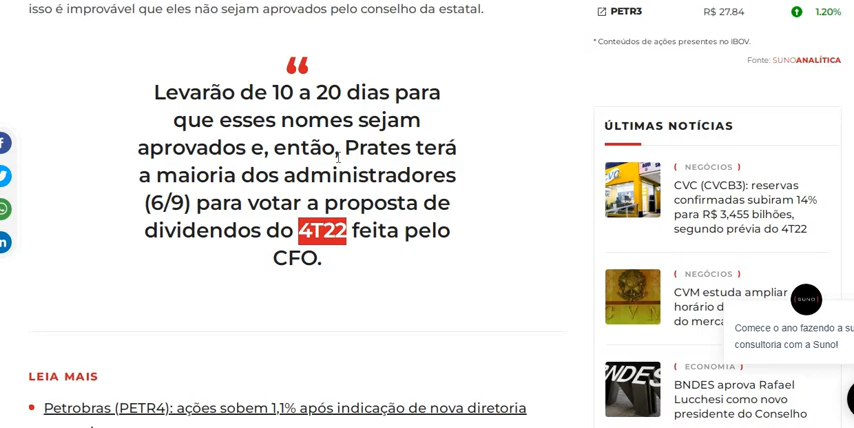 isso é improvável que eles não sejam aprovados pelo conselho da estatal.
“
Levarão de 10 a 20 dias para
que esses nomes sejam
aprovados e, então, Prates terá
a maioria dos administradores
(6/9) para votar a proposta de
dividendos do 4T22 feita pelo
CFO.
LEIA MAIS
Petrobras (PETR4): ações sobem 1,1% após indicação de nova diretoria
PETR3 R$ 27.84 1.20%
* Conteúdos de ações presentes no IBOV.
Fonte: SUNOANALÍTICA
ÚLTIMAS NOTÍCIAS
( NEGÓCIOS )
CVC (CVCB3): reservas
confirmadas subiram 14%
para R$ 3,455 bilhões,
segundo prévia do 4T22
( NEGÓCIOS )
CVM estuda ampliar
horário d
do merca
SUNO
Comece o ano fazendo a su
consultoria com a Suno!
( ECONOMIA )
BNDES aprova Rafael
Lucchesi como novo
presidente do Conselho